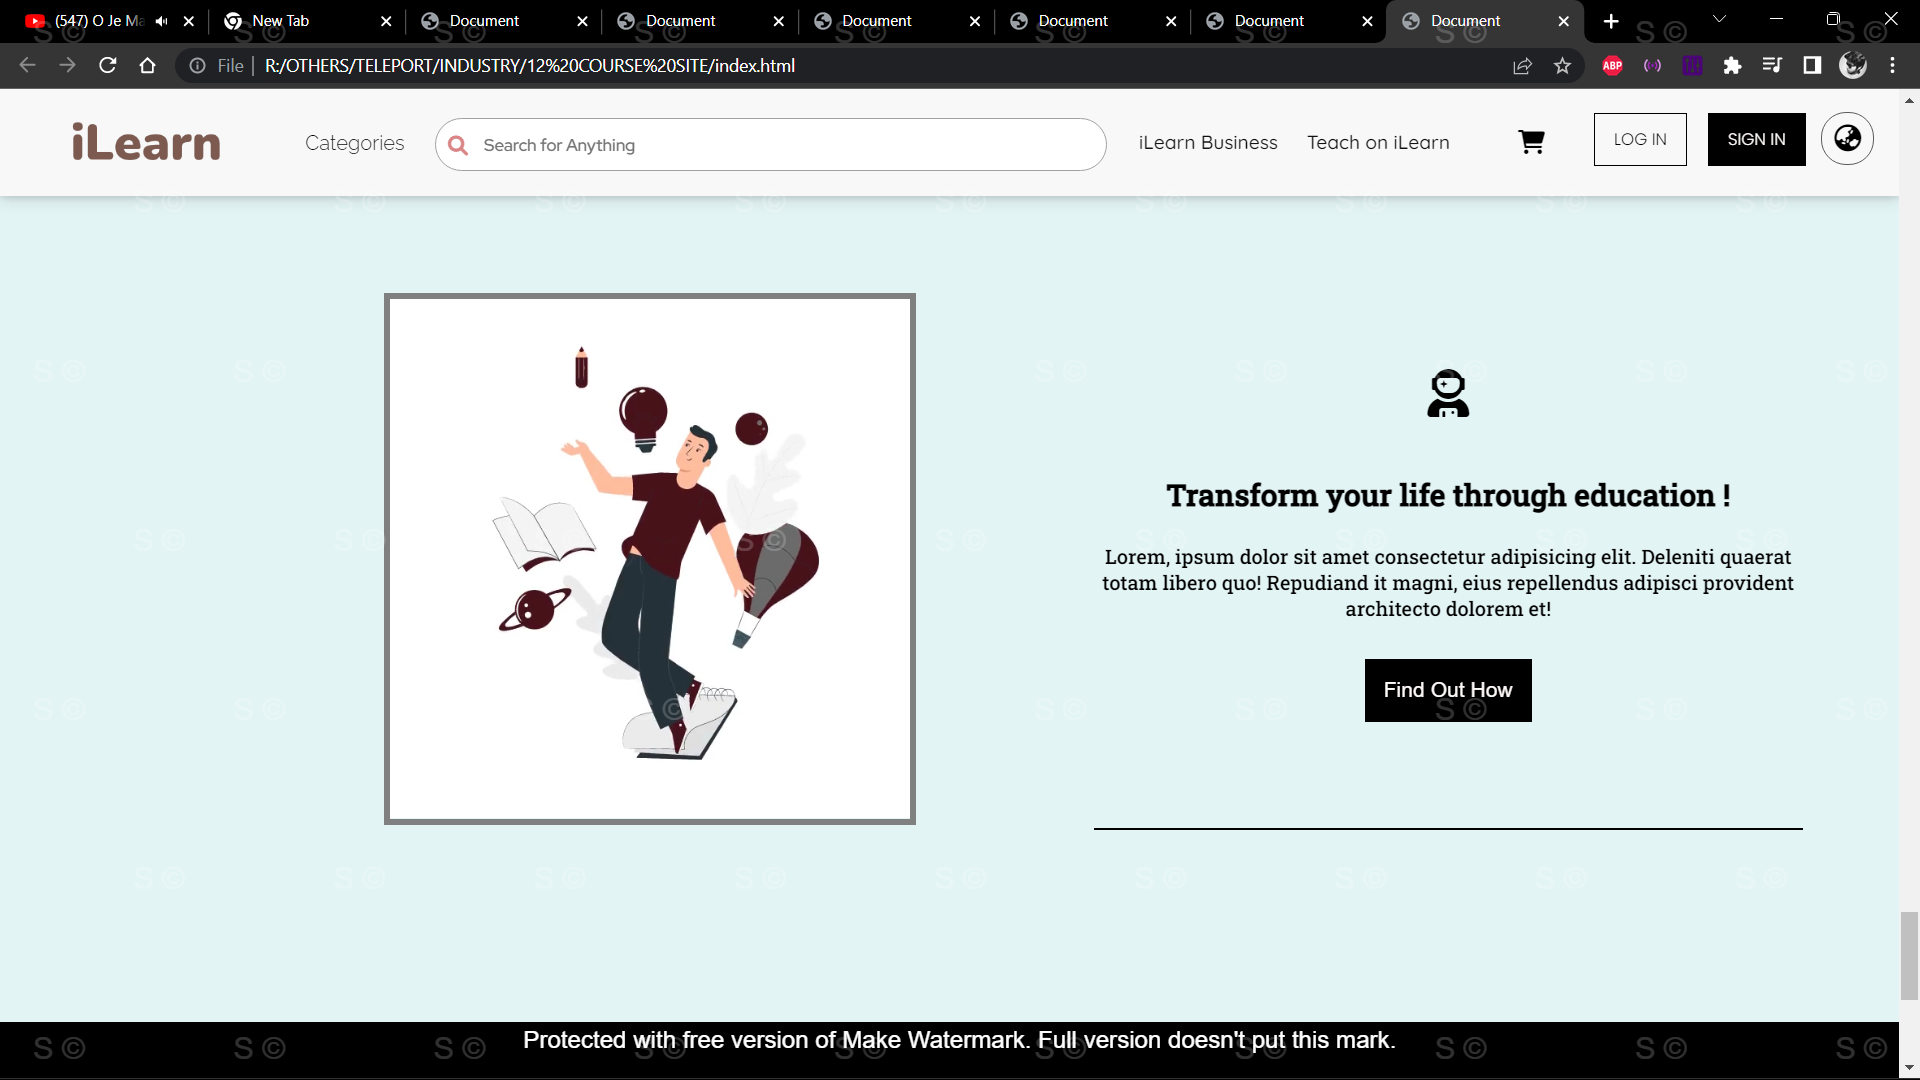 (547) O Je Ma
New Tab
Document
Document
Document
Document
Document
Document
File
R:/OTHERS/TELEPORT/INDUSTRY/12%20COURSE%20SITE/index.html
ABP
iLearn
Categories
Search for Anything
iLearn Business
Teach on iLearn
LOG IN
SIGN IN
Transform your life through education !
Lorem, ipsum dolor sit amet consectetur adipisicing elit. Deleniti quaerat
totam libero quo! Repudiand it magni, eius repellendus adipisci provident
architecto dolorem et!
Find Out How
Protected with free version of Make Watermark. Full version doesn't put this mark.
S ©